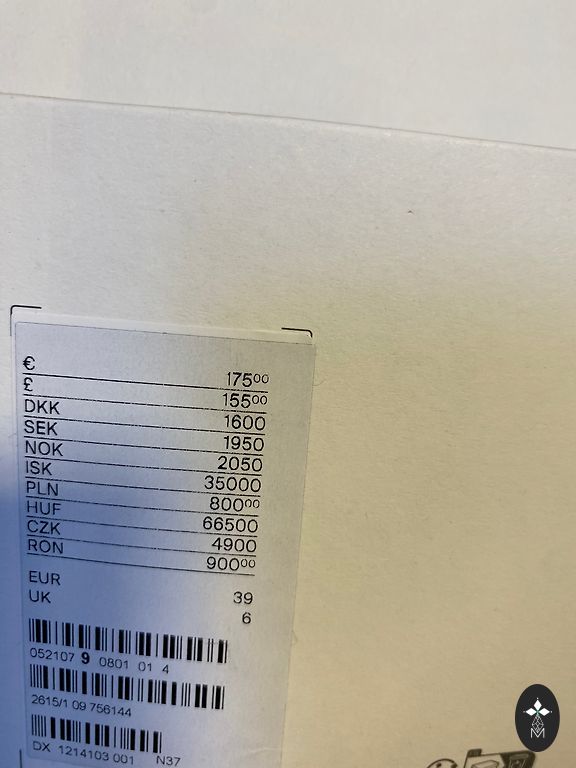 € 175⁰⁰
£ 155⁰⁰
DKK 1600
SEK 1950
NOK 2050
ISK 35000
PLN 800⁰⁰
HUF 66500
CZK 4900
RON 900⁰⁰
EUR 39
UK 6
052107 9 0801 01 4
2615/1 09 756144
DX 1214103 001 N37
M